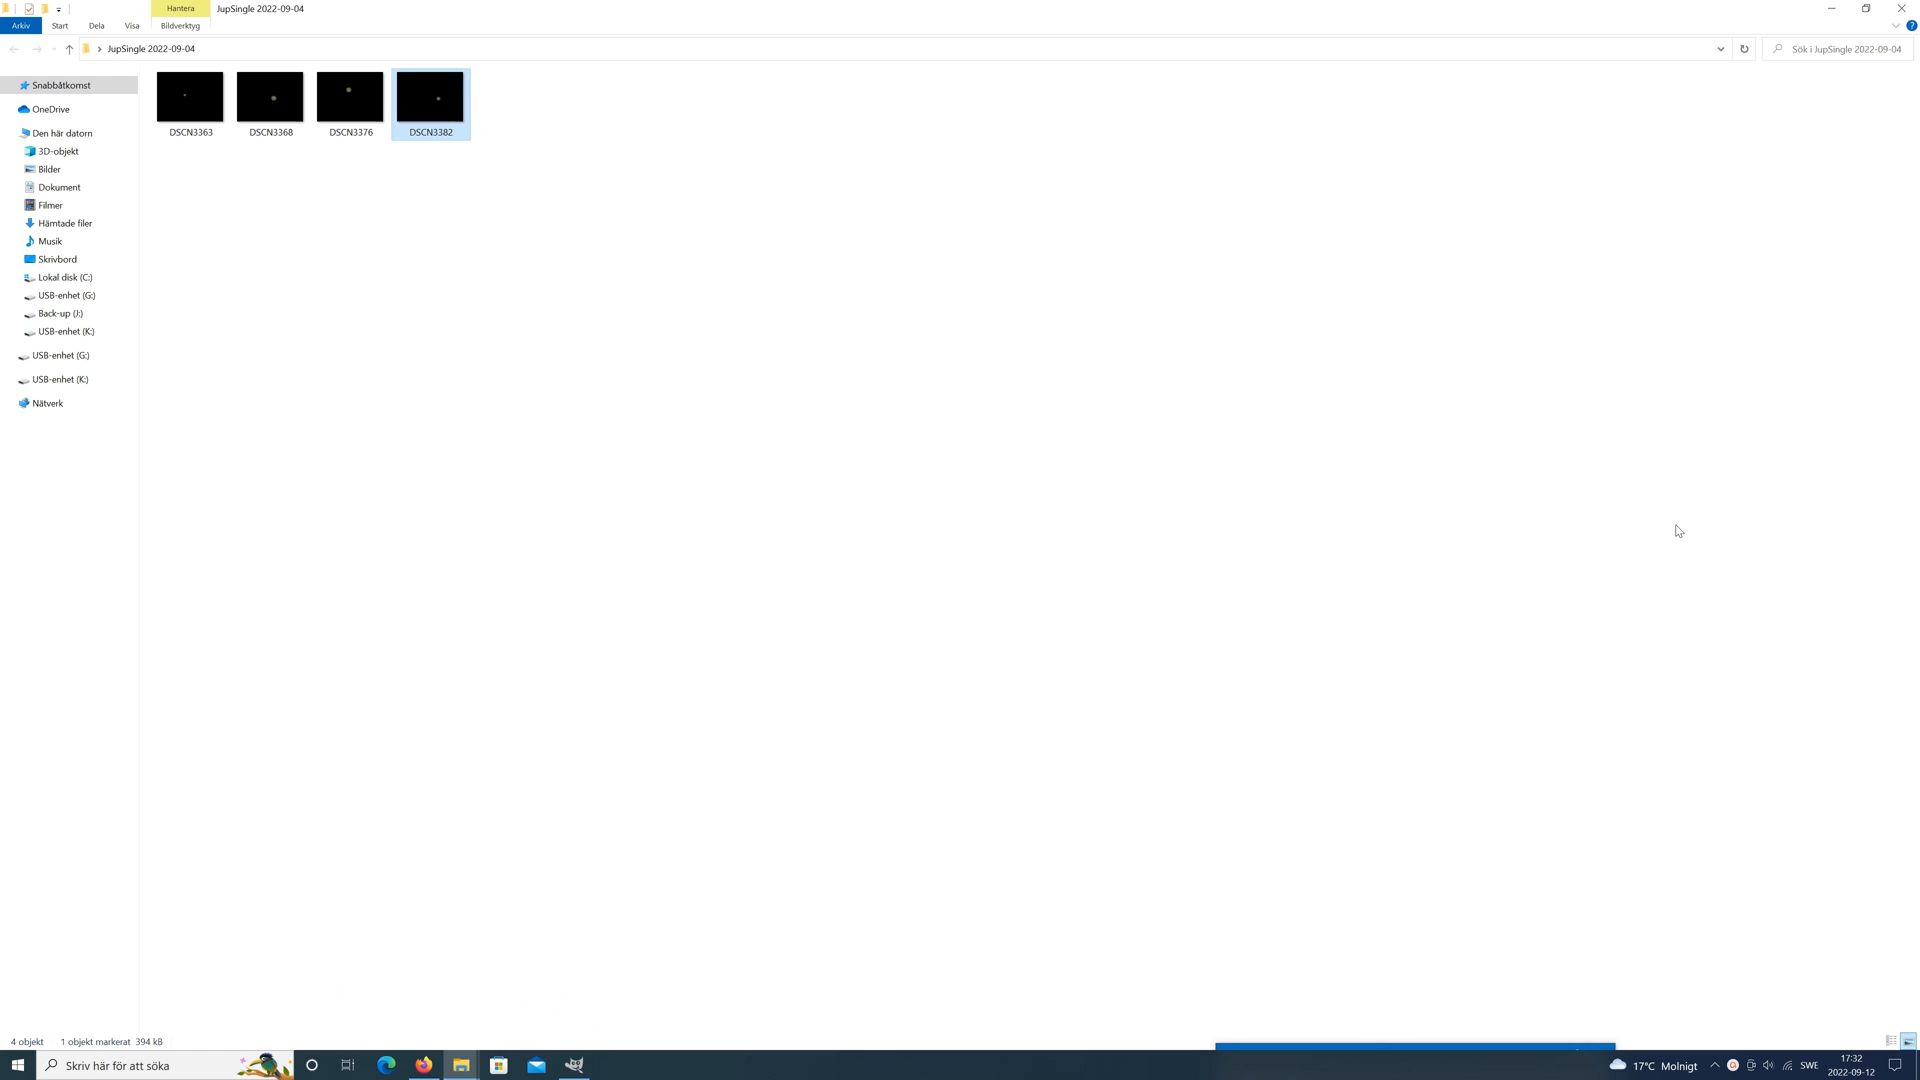 Hantera
JupSingle 2022-09-04
Arkiv
Start
Dela
Visa
Bildverktyg
JupSingle 2022-09-04
Sök i JupSingle 2022-09-04
Snabbåtkomst
OneDrive
Den här datorn
3D-objekt
Bilder
Dokument
Filmer
Hämtade filer
Musik
Skrivbord
Lokal disk (C:)
USB-enhet (G:)
Back-up (J:)
USB-enhet (K:)
USB-enhet (G:)
USB-enhet (K:)
Nätverk
DSCN3363
DSCN3368
DSCN3376
DSCN3382
4 objekt
1 objekt markerat 394 kB
Skriv här för att söka
17°C Molnigt
SWE
17:32
2022-09-12